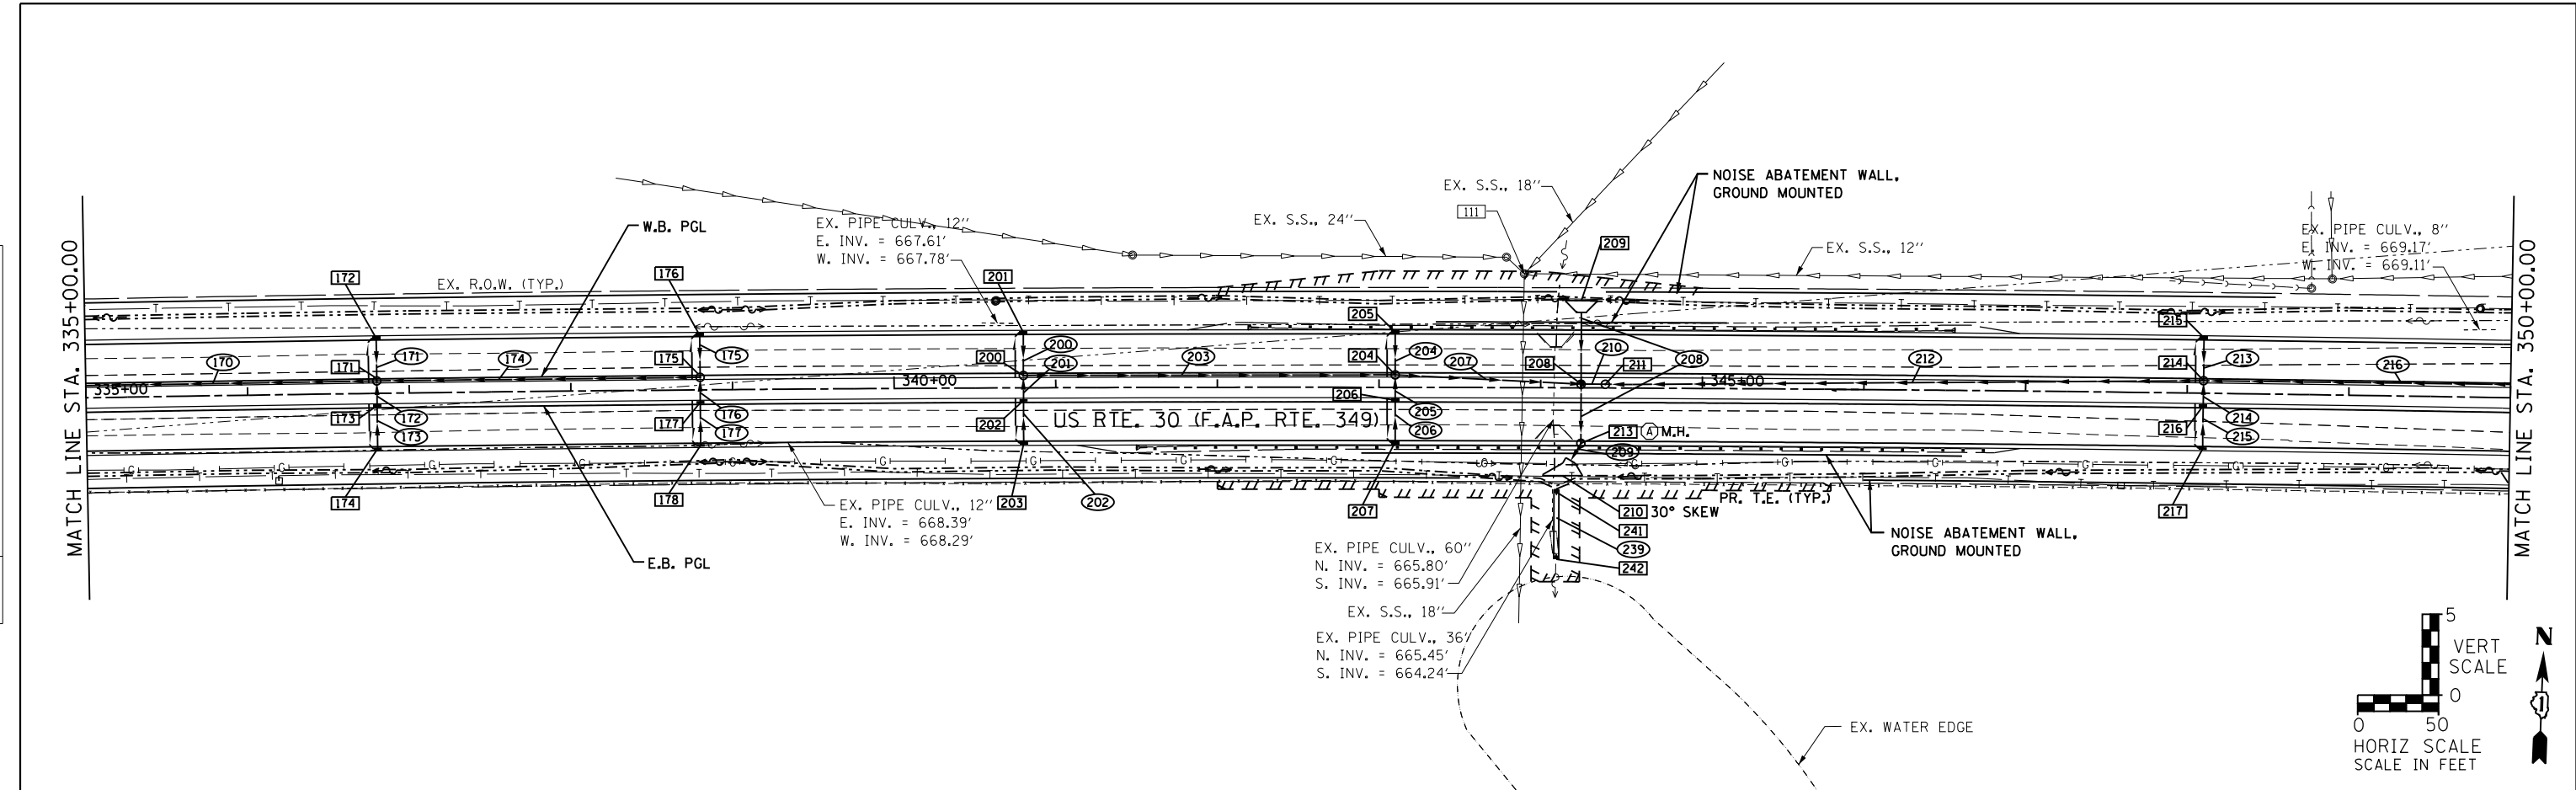 MATCH LINE STA. 335+00.00
EX. S.S., 18"
111
NOISE ABATEMENT WALL,
GROUND MOUNTED
W.B. PGL
EX. PIPE CULV., 12"
E. INV. = 667.61'
W. INV. = 667.78'
EX. S.S., 24"
209
EX. S.S., 12"
EX. PIPE CULV., 8"
E. INV. = 669.17'
W. INV. = 669.11'
MATCH LINE STA. 350+00.00
172
EX. R.O.W. (TYP.)
176
201
205
215
170
171
171
174
175
175
200
200
201
203
204
204
207
208
210
211
208
212
214
213
216
335+00
340+00
345+00
173
172
173
177
176
177
202
US RTE. 30 (F.A.P. RTE. 349)
206
205
206
213
A
M.H.
209
216
214
215
174
178
203
202
207
217
EX. PIPE CULV., 12"
E. INV. = 668.39'
W. INV. = 668.29'
E.B. PGL
PR. T.E. (TYP.)
210 30° SKEW
241
239
242
NOISE ABATEMENT WALL,
GROUND MOUNTED
EX. PIPE CULV., 60"
N. INV. = 665.80'
S. INV. = 665.91'
EX. S.S., 18"
EX. PIPE CULV., 36'
N. INV. = 665.45'
S. INV. = 664.24'
EX. WATER EDGE
5
VERT
SCALE
0
0 50
HORIZ SCALE
SCALE IN FEET
N
1